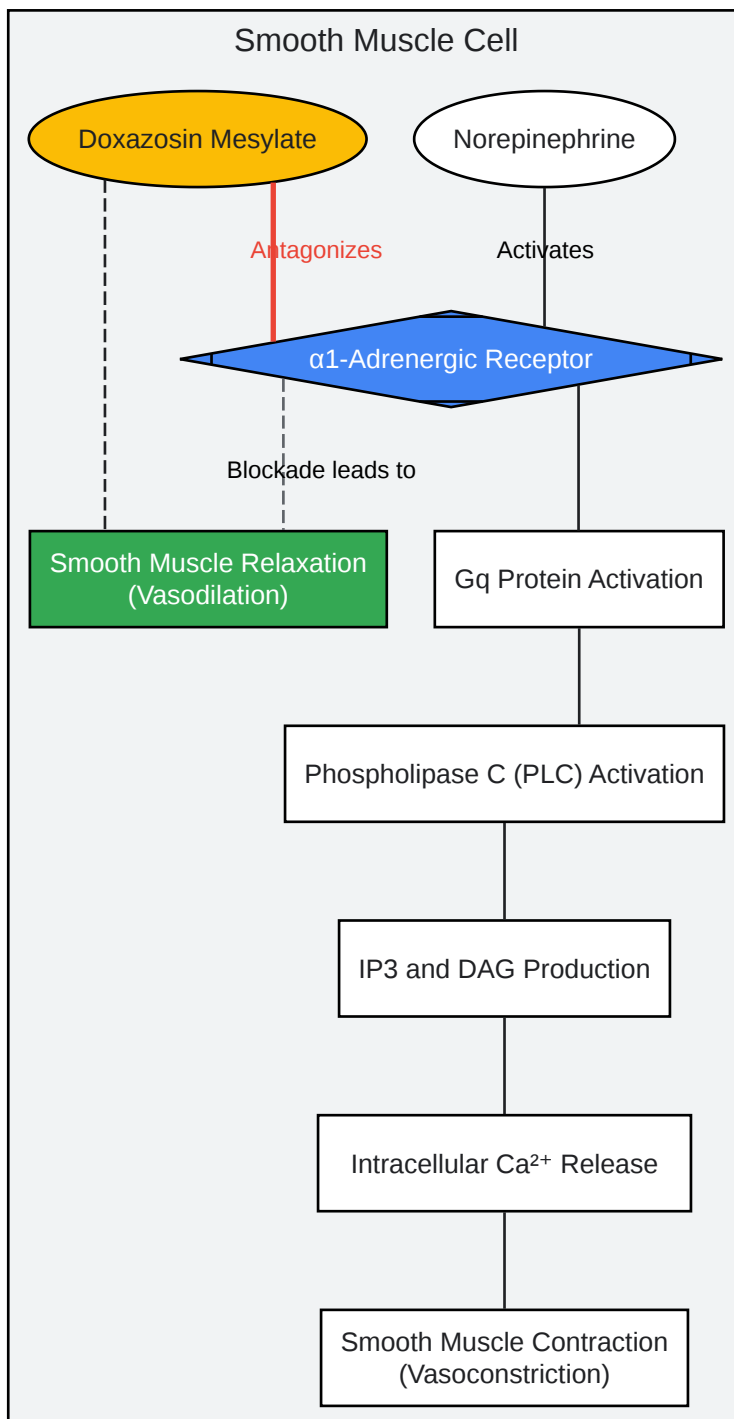 Smooth Muscle Cell
Doxazosin Mesylate
Norepinephrine
Antagonizes
Activates
α1-Adrenergic Receptor
Blockade leads to
Smooth Muscle Relaxation
(Vasodilation)
Gq Protein Activation
Phospholipase C (PLC) Activation
IP3 and DAG Production
Intracellular Ca²⁺ Release
Smooth Muscle Contraction
(Vasoconstriction)